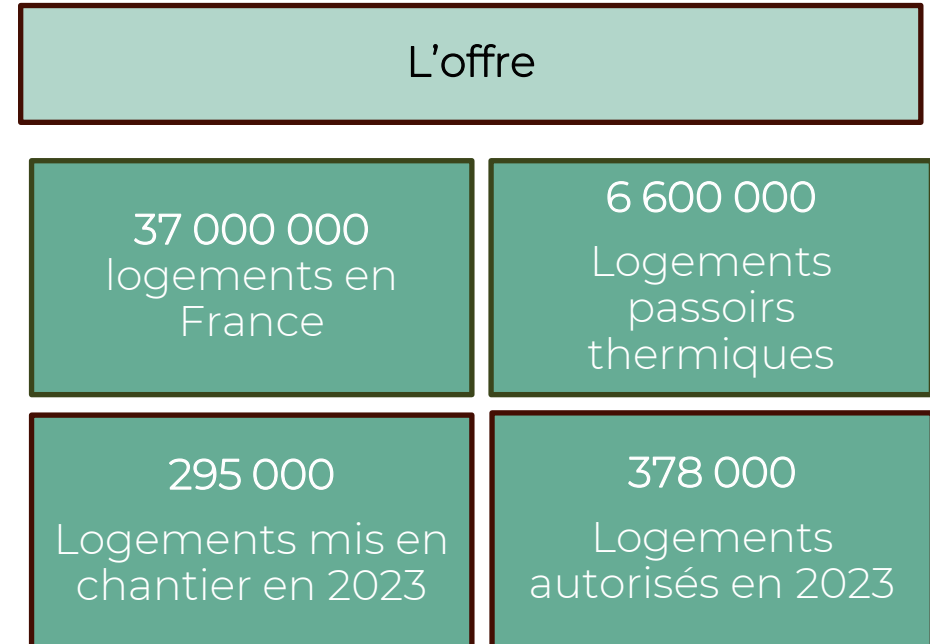 L’offre
37 000 000
logements en
France
6 600 000
Logements
passoirs
thermiques
295 000
Logements mis en
chantier en 2023
378 000
Logements
autorisés en 2023